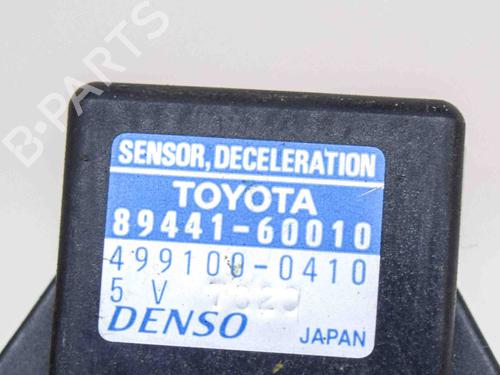 B-PARTS
SENSOR, DECELERATION
TOYOTA
89441-60010
499100-0410
5 V
DENSO JAPAN